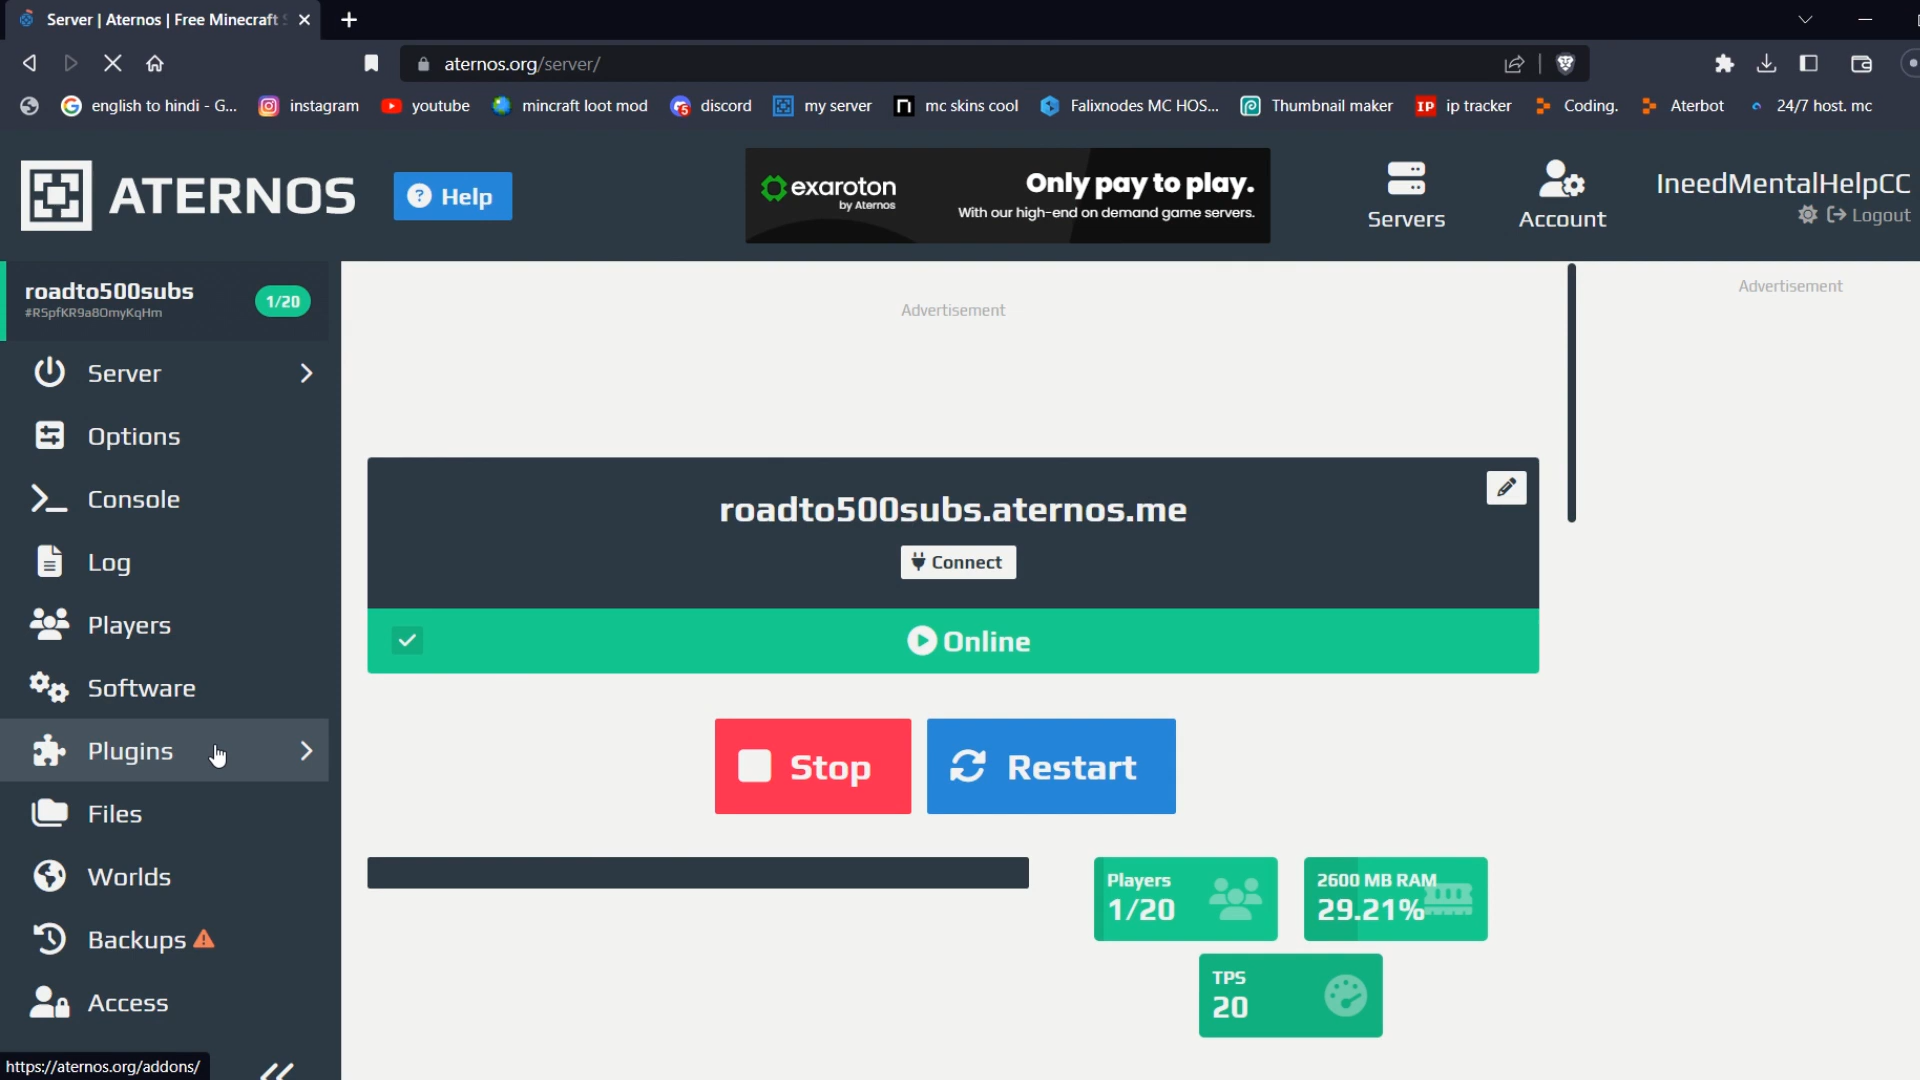 Server | Aternos | Free Minecraft S
aternos.org/server/
english to hindi - G...
instagram
youtube
mincraft loot mod
discord
my server
mc skins cool
Falixnodes MC HOS...
Thumbnail maker
IP ip tracker
Coding.
Aterbot
24/7 host. mc
ATERNOS
? Help
exaroton
by Aternos
Only pay to play.
With our high-end on demand game servers.
Servers
Account
IneedMentalHelpCC
Logout
roadto500subs
#R5pfKR9a8OmyKqHm
1/20
Server
Options
Console
Log
Players
Software
Plugins
Files
Worlds
Backups
Access
https://aternos.org/addons/
Advertisement
Advertisement
roadto500subs.aternos.me
Connect
Online
Stop
Restart
Players
1/20
2600 MB RAM
29.21%
TPS
20